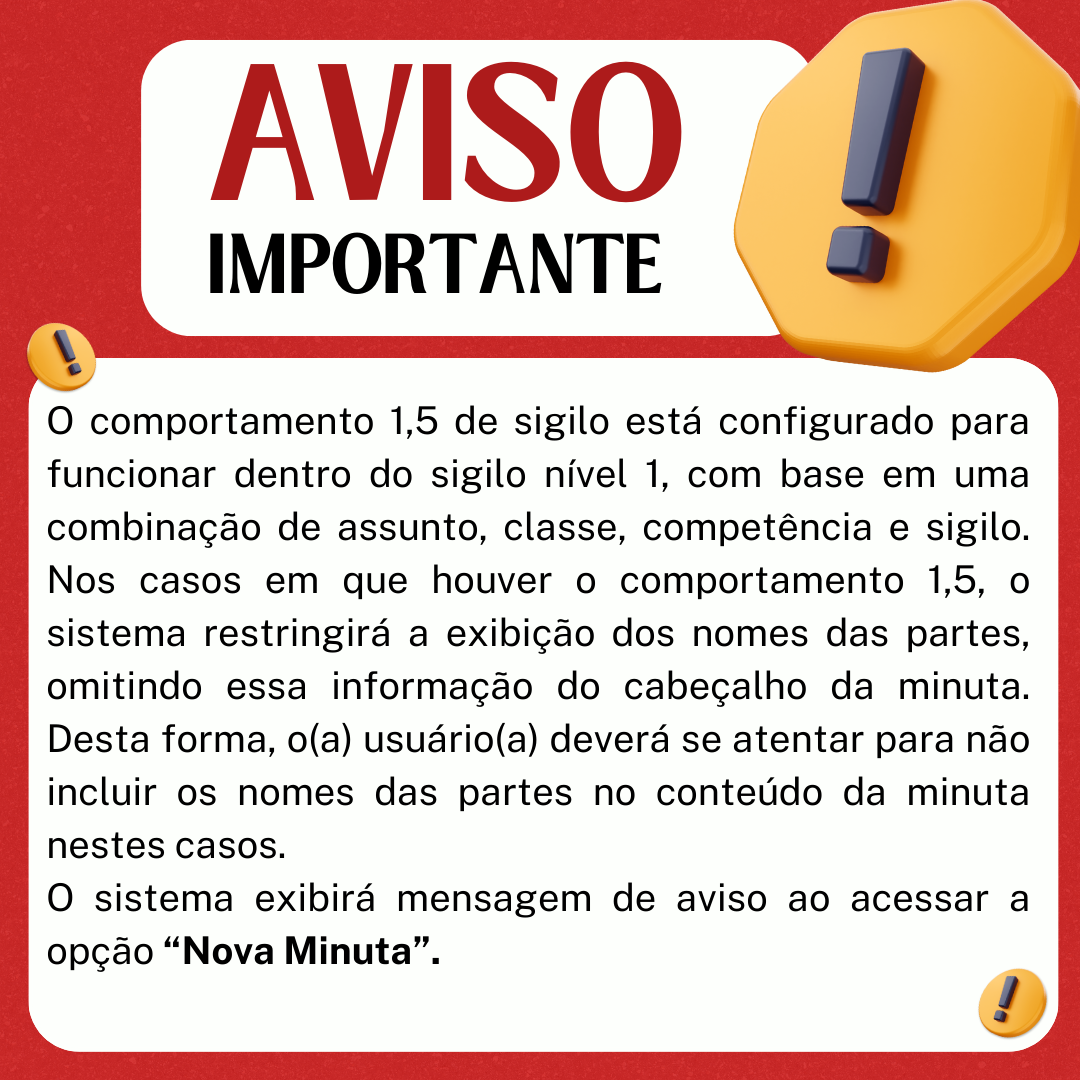 AVISO
IMPORTANTE
O comportamento 1,5 de sigilo está configurado para
funcionar dentro do sigilo nível 1, com base em uma
combinação de assunto, classe, competência e sigilo.
Nos casos em que houver o comportamento 1,5, o
sistema restringirá a exibição dos nomes das partes,
omitindo essa informação do cabeçalho da minuta.
Desta forma, o(a) usuário(a) deverá se atentar para não
incluir os nomes das partes no conteúdo da minuta
nestes casos.
O sistema exibirá mensagem de aviso ao acessar a
opção “Nova Minuta”.